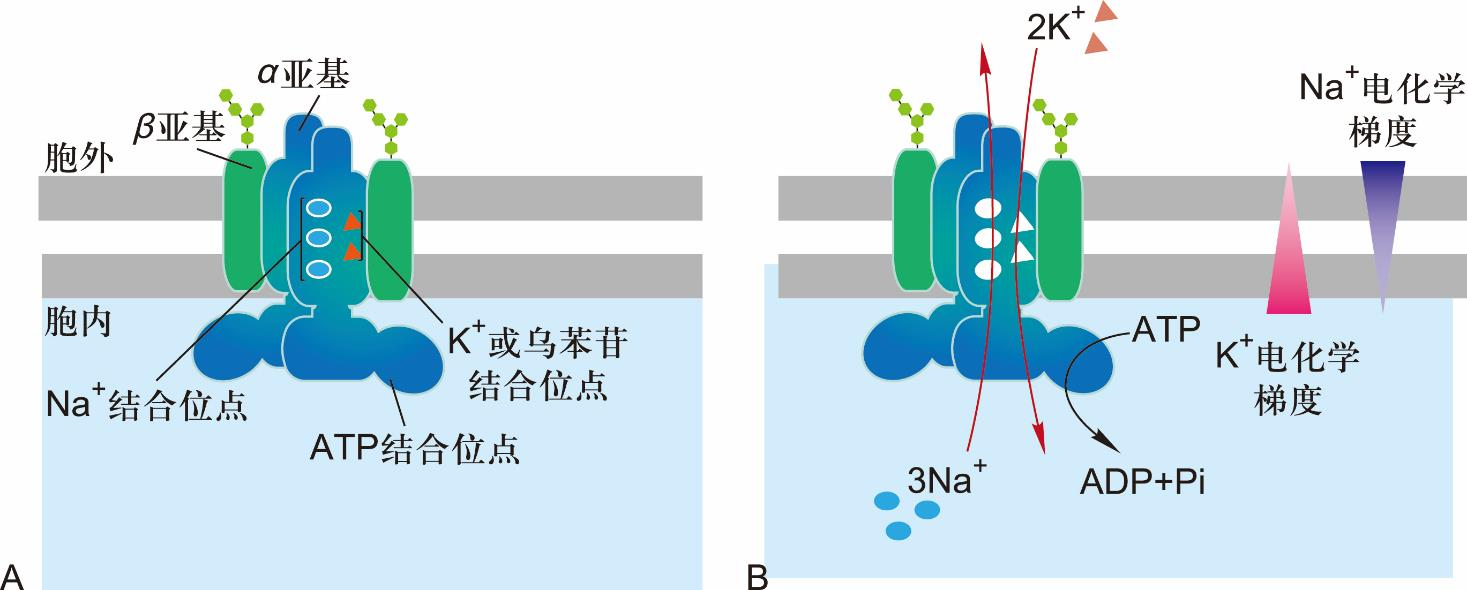 α亚基
β亚基
胞外
胞内
Na⁺结合位点
K⁺或乌苯苷
结合位点
ATP结合位点
A
2K⁺
Na⁺电化学
梯度
ATP
K⁺电化学
梯度
3Na⁺
ADP+Pi
B